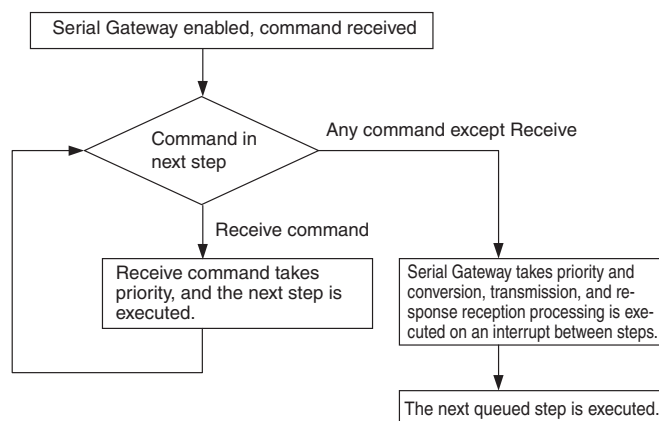 Serial Gateway enabled, command received
Command in
next step
Any command except Receive
Receive command
Receive command takes
priority, and the next step is
executed.
Serial Gateway takes priority and
conversion, transmission, and re-
sponse reception processing is exe-
cuted on an interrupt between steps.
The next queued step is executed.